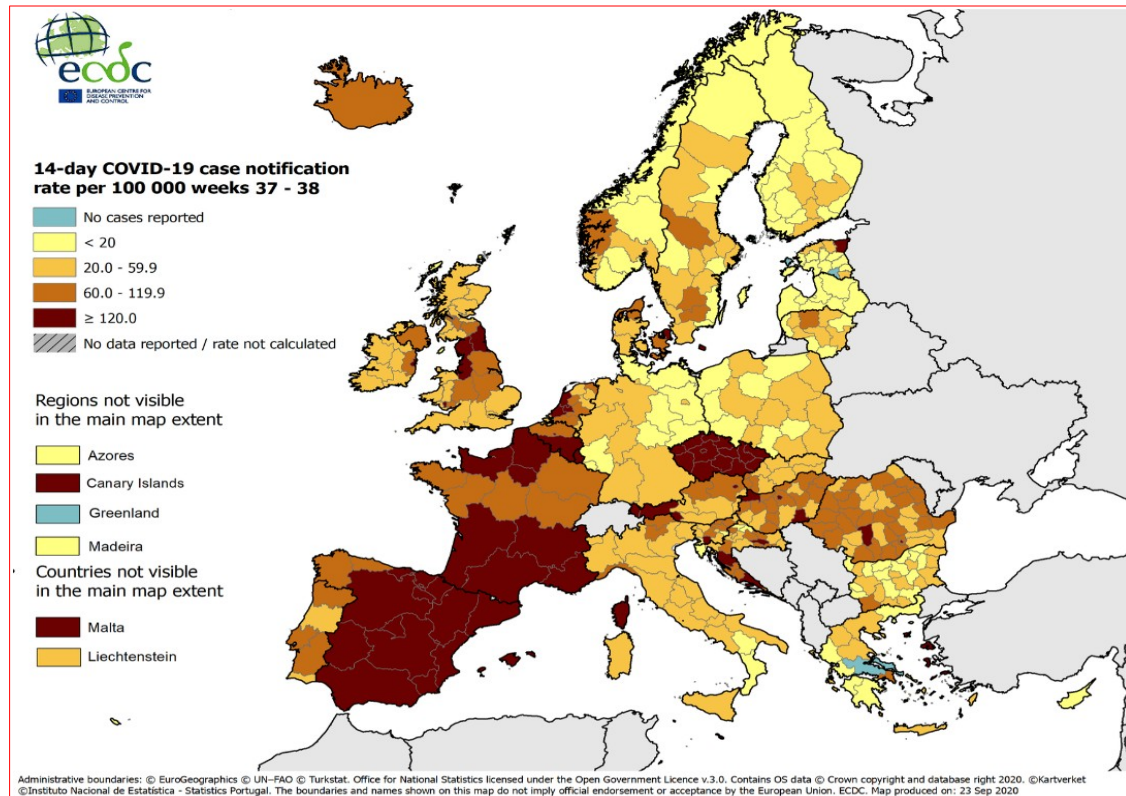 ecdc
EUROPEAN CENTRE FOR
DISEASE PREVENTION
AND CONTROL
14-day COVID-19 case notification
rate per 100 000 weeks 37 - 38
No cases reported
< 20
20.0 - 59.9
60.0 - 119.9
≥ 120.0
No data reported / rate not calculated
Regions not visible
in the main map extent
Azores
Canary Islands
Greenland
Madeira
Countries not visible
in the main map extent
Malta
Liechtenstein
Administrative boundaries: © EuroGeographics © UN–FAO © Turkstat. Office for National Statistics licensed under the Open Government Licence v.3.0. Contains OS data © Crown copyright and database right 2020. ©Kartverket
©Instituto Nacional de Estatística - Statistics Portugal. The boundaries and names shown on this map do not imply official endorsement or acceptance by the European Union. ECDC. Map produced on: 23 Sep 2020